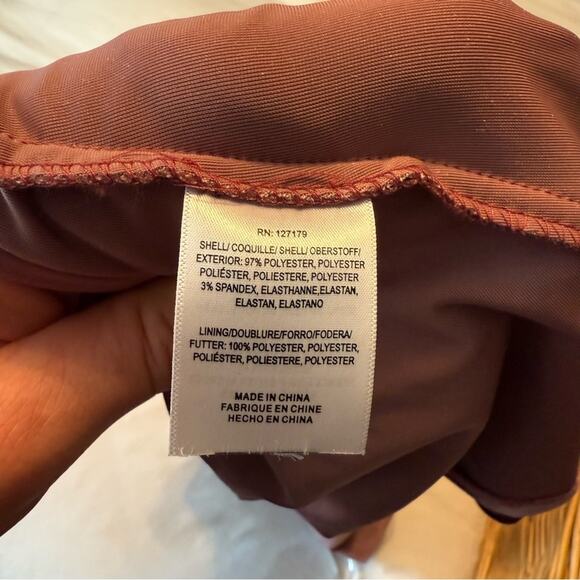 RN: 127179
SHELL/ COQUILLE/ SHELL/ OBERSTOFF/
EXTERIOR: 97% POLYESTER, POLYESTER
POLIÉSTER, POLIESTERE, POLYESTER
3% SPANDEX, ELASTHANNE,ELASTAN,
ELASTAN, ELASTANO
LINING/DOUBLURE/FORRO/FODERA/
FUTTER: 100% POLYESTER, POLYESTER,
POLIÉSTER, POLIESTERE, POLYESTER
MADE IN CHINA
FABRIQUE EN CHINE
HECHO EN CHINA